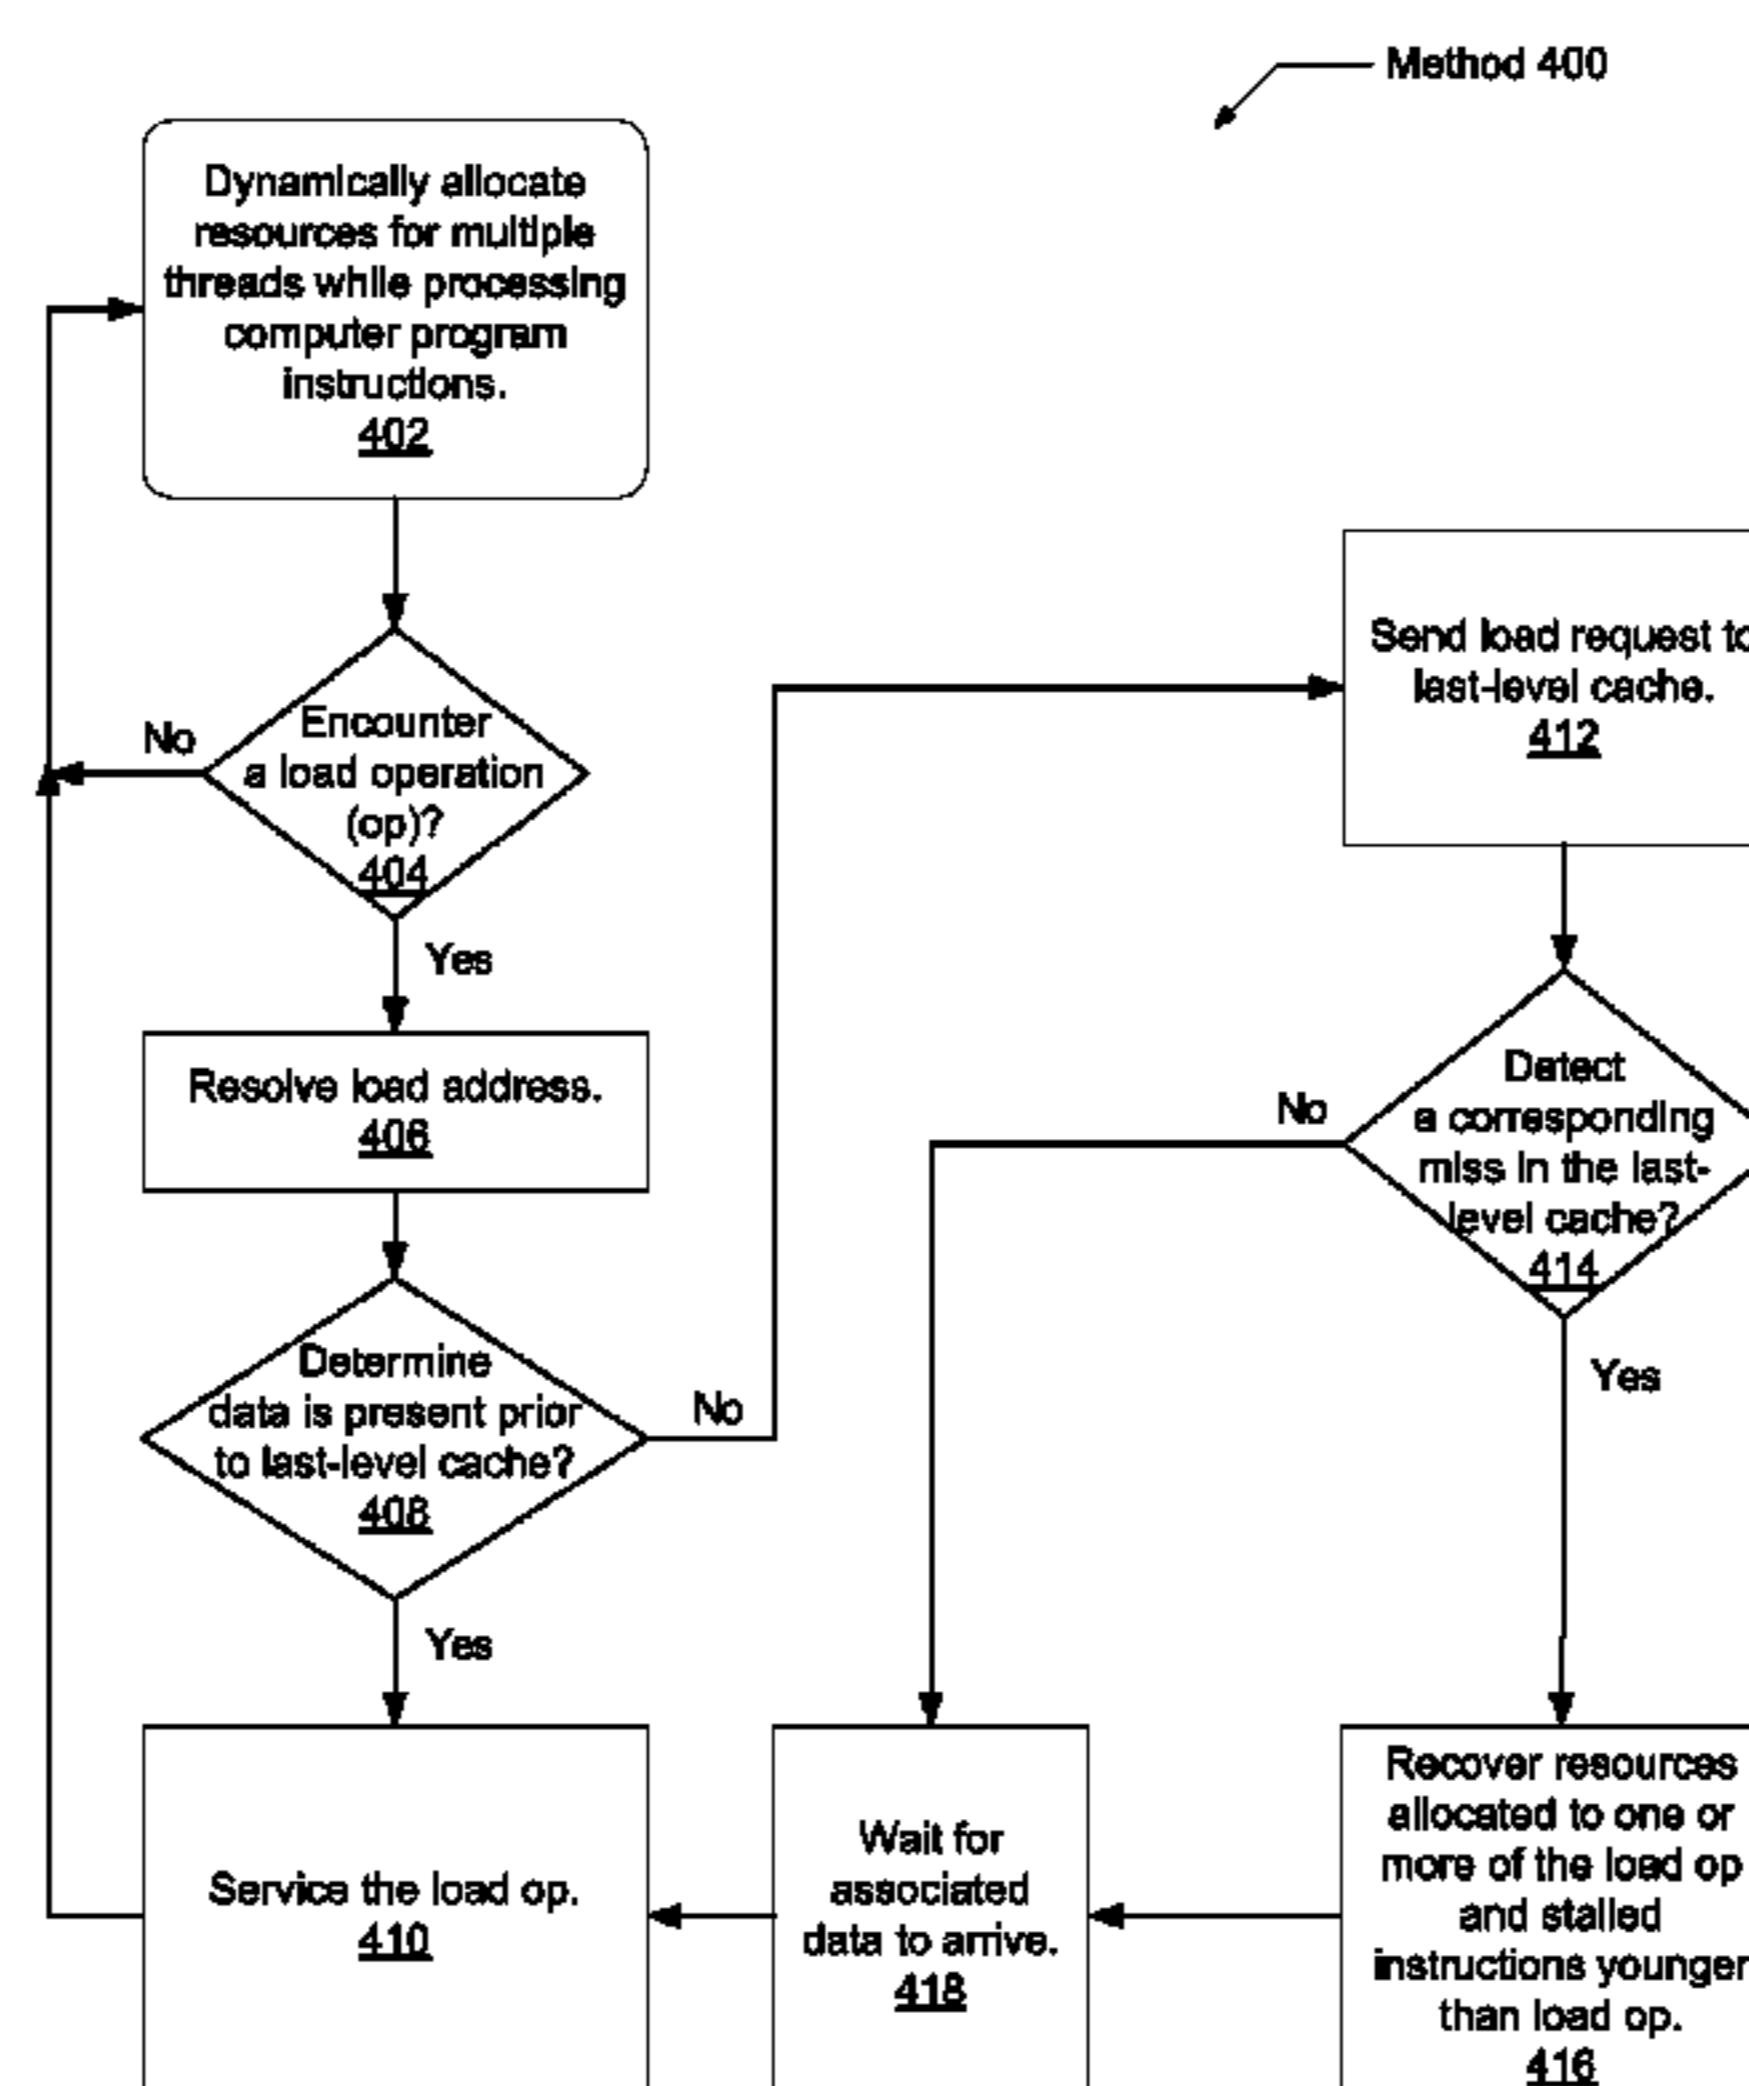 Method 400
Dynamically allocate
resources for multiple
threads while processing
computer program
instructions.
402
No
Encounter
a load operation
(op)?
404
Yes
Resolve load address.
406
Determine
data is present prior
to last-level cache?
408
No
Yes
Service the load op.
410
Send load request to
last-level cache.
412
Detect
a corresponding
miss in the last-
level cache?
414
No
Yes
Wait for
associated
data to arrive.
418
Recover resources
allocated to one or
more of the load op
and stalled
instructions younger
than load op.
416